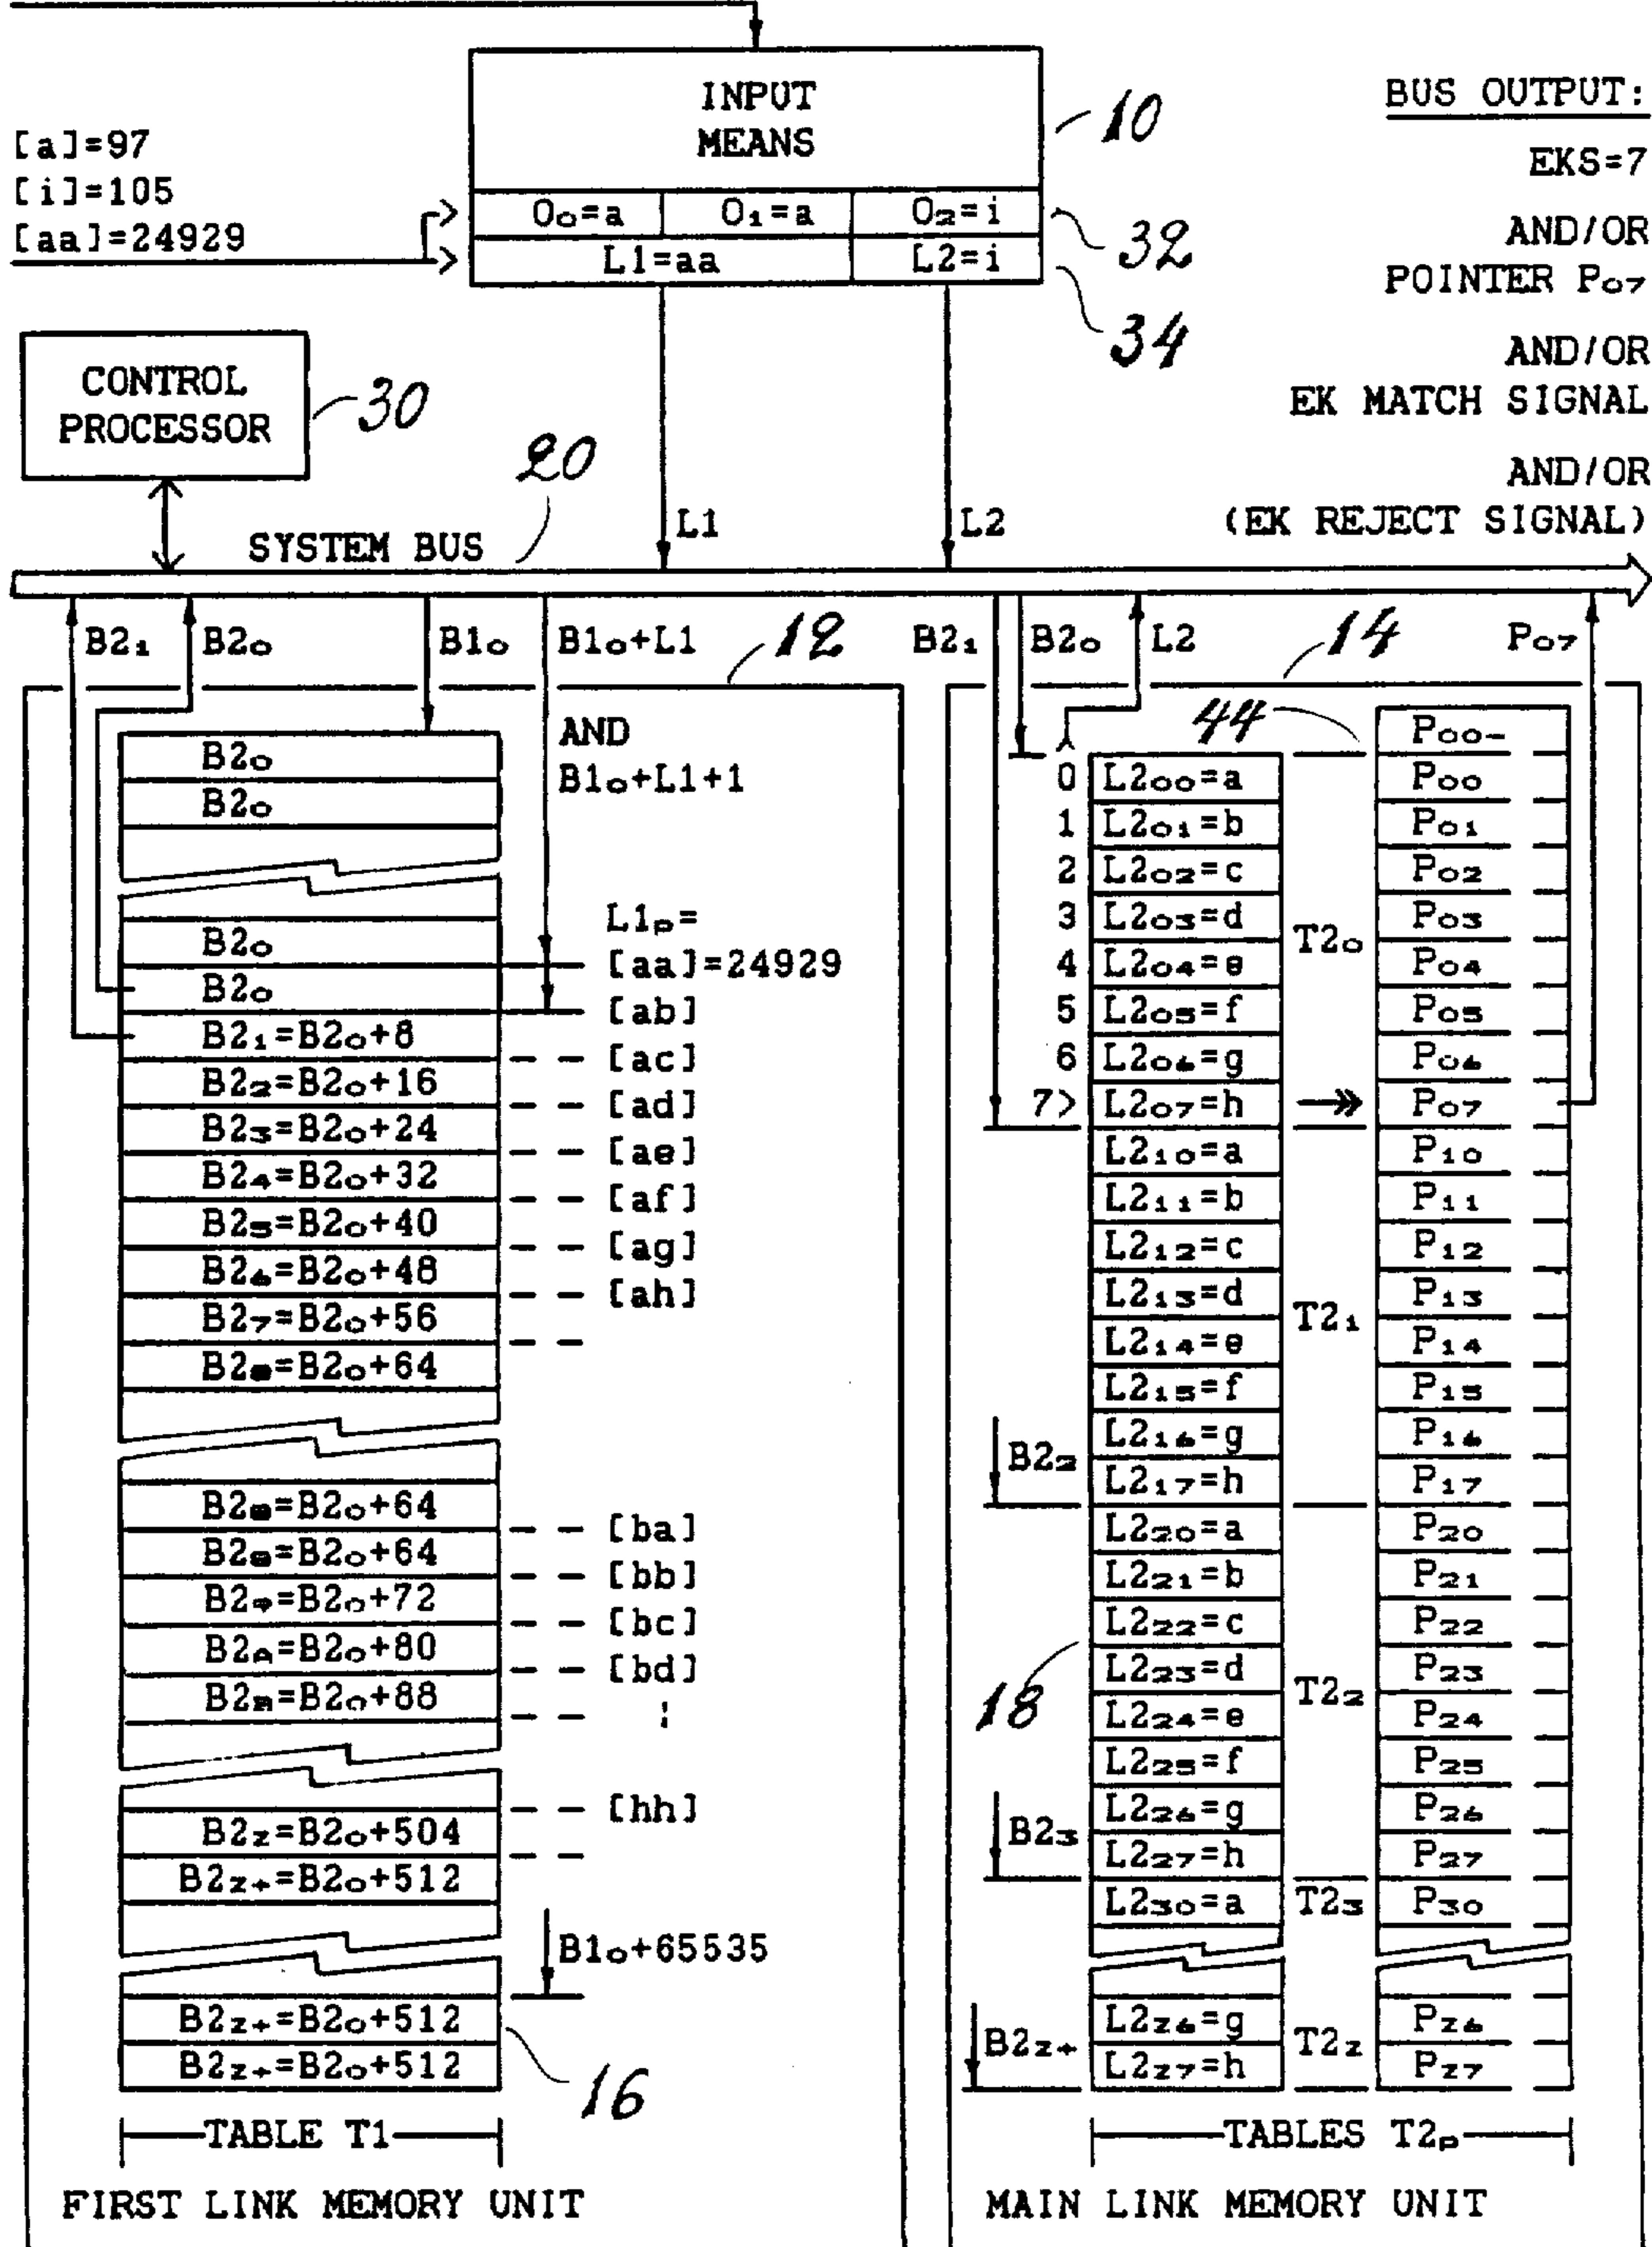 INPUT
MEANS
10
BUS OUTPUT:
[a]=97
[i]=105
[aa]=24929
EKS=7
O₀=a O₁=a O₂=i
32
AND/OR
L1=aa L2=i
34
POINTER P₀₇
AND/OR
EK MATCH SIGNAL
AND/OR
(EK REJECT SIGNAL)
CONTROL
PROCESSOR
30
20
L1
L2
SYSTEM BUS
B2₁ B2₀ B1₀ B1₀+L1 12
B2₁ B2₀ L2 14 P₀₇
AND
B1₀+L1+1
B2₀
B2₀
B2₀
B2₀
B2₁=B2₀+8
B2₂=B2₀+16
B2₃=B2₀+24
B2₄=B2₀+32
B2₅=B2₀+40
B2₆=B2₀+48
B2₇=B2₀+56
B2₈=B2₀+64
B2₈=B2₀+64
B2₈=B2₀+64
B2₉=B2₀+72
B2ᴀ=B2₀+80
B2ʙ=B2₀+88
B2z=B2₀+504
B2z+=B2₀+512
B2z+=B2₀+512
B2z+=B2₀+512
L1ₚ=
[aa]=24929
[ab]
[ac]
[ad]
[ae]
[af]
[ag]
[ah]
[ba]
[bb]
[bc]
[bd]
[hh]
B1₀+65535
16
TABLE T1
FIRST LINK MEMORY UNIT
44
P₀₀-
0 L2₀₀=a P₀₀
1 L2₀₁=b P₀₁
2 L2₀₂=c P₀₂
3 L2₀₃=d P₀₃
T2₀
4 L2₀₄=e P₀₄
5 L2₀₅=f P₀₅
6 L2₀₆=g P₀₆
7> L2₀₇=h P₀₇
L2₁₀=a P₁₀
L2₁₁=b P₁₁
L2₁₂=c P₁₂
L2₁₃=d P₁₃
T2₁
L2₁₄=e P₁₄
L2₁₅=f P₁₅
L2₁₆=g P₁₆
B2₂
L2₁₇=h P₁₇
L2₂₀=a P₂₀
L2₂₁=b P₂₁
L2₂₂=c P₂₂
L2₂₃=d P₂₃
18
T2₂
L2₂₄=e P₂₄
L2₂₅=f P₂₅
L2₂₆=g P₂₆
B2₃
L2₂₇=h P₂₇
L2₃₀=a T2₃ P₃₀
L2z₆=g Pz₆
B2z+ T2z
L2z₇=h Pz₇
TABLES T2ₚ
MAIN LINK MEMORY UNIT